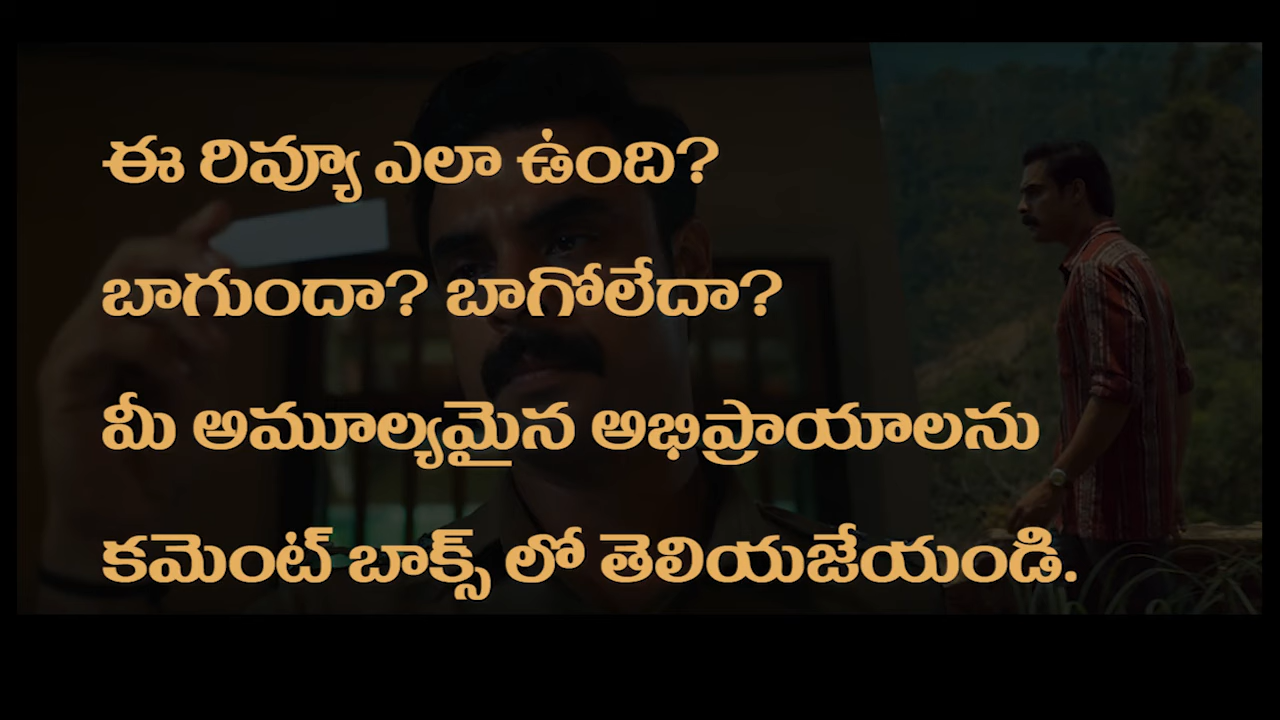 ఈ రివ్యూ ఎలా ఉంది?
బాగుందా? బాగోలేదా?
మీ అమూల్యమైన అభిప్రాయాలను
కమెంట్ బాక్స్ లో తెలియజేయండి.